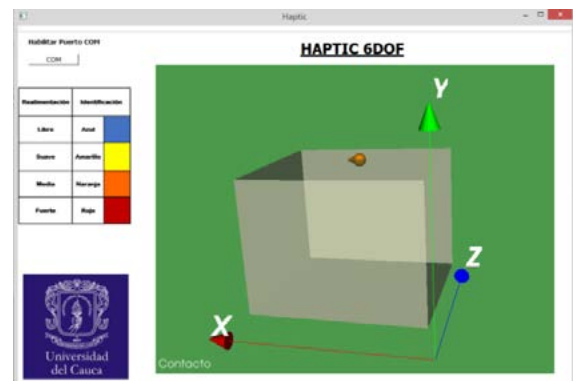 Haptic
Habilitar Puerto COM
COM
HAPTIC 6DOF
Realimentación Identificación
Libre Azul
Suave Amarillo
Media Naranja
Fuerte Rojo
Y
Z
X
Contacto
Universidad
del Cauca